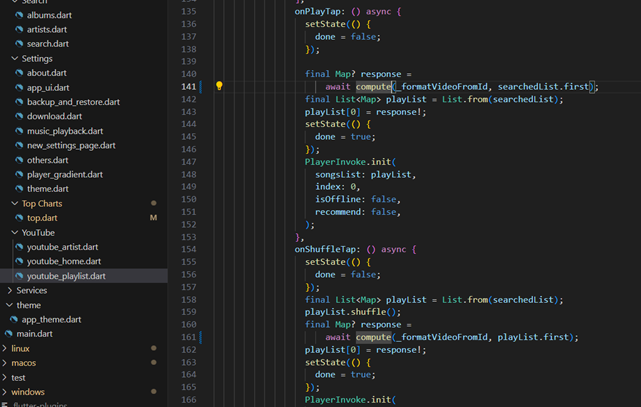 Search
albums.dart
artists.dart
search.dart
Settings
about.dart
app_ui.dart
backup_and_restore.dart
download.dart
music_playback.dart
new_settings_page.dart
others.dart
player_gradient.dart
theme.dart
Top Charts
top.dart M
YouTube
youtube_artist.dart
youtube_home.dart
youtube_playlist.dart
Services
theme
app_theme.dart
main.dart
linux
macos
test
windows
.flutter-plugins
134 },
135 onPlayTap: () async {
136 setState(() {
137 done = false;
138 });
139
140 final Map? response =
141 await compute(_formatVideoFromId, searchedList.first);
142 final List<Map> playList = List.from(searchedList);
143 playList[0] = response!;
144 setState(() {
145 done = true;
146 });
147 PlayerInvoke.init(
148 songsList: playList,
149 index: 0,
150 isOffline: false,
151 recommend: false,
152 );
153 },
154 onShuffleTap: () async {
155 setState(() {
156 done = false;
157 });
158 final List<Map> playList = List.from(searchedList);
159 playList.shuffle();
160 final Map? response =
161 await compute(_formatVideoFromId, playList.first);
162 playList[0] = response!;
163 setState(() {
164 done = true;
165 });
166 PlayerInvoke.init(